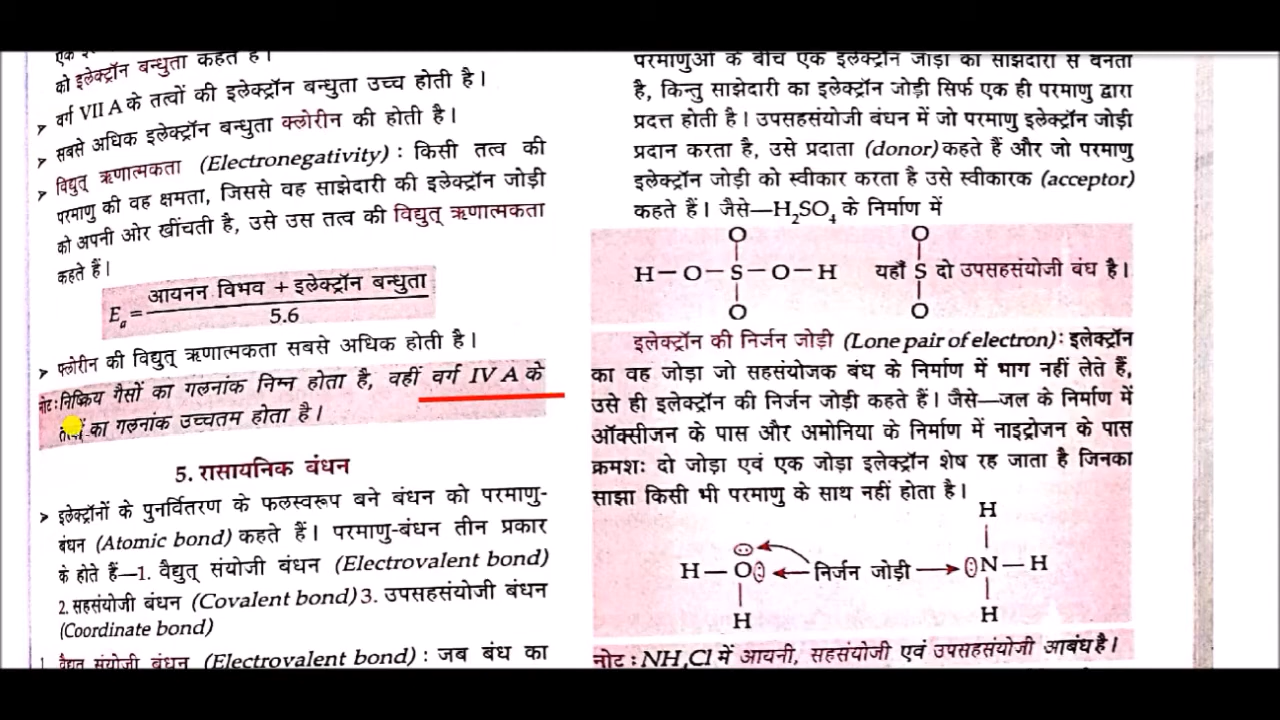 को इलेक्ट्रॉन बन्धुता कहते हैं।
➤ वर्ग VII A के तत्वों की इलेक्ट्रॉन बन्धुता उच्च होती है।
➤ सबसे अधिक इलेक्ट्रॉन बन्धुता क्लोरीन की होती है।
➤ विद्युत् ऋणात्मकता (Electronegativity) : किसी तत्व की
परमाणु की वह क्षमता, जिससे वह साझेदारी की इलेक्ट्रॉन जोड़ी
को अपनी ओर खींचती है, उसे उस तत्व की विद्युत् ऋणात्मकता
कहते हैं।
Ea = आयनन विभव + इलेक्ट्रॉन बन्धुता / 5.6
➤ फ्लोरीन की विद्युत् ऋणात्मकता सबसे अधिक होती है।
नोट : निष्क्रिय गैसों का गलनांक निम्न होता है, वहीं वर्ग IV A के
का गलनांक उच्चतम होता है।
5. रासायनिक बंधन
➤ इलेक्ट्रॉनों के पुनर्वितरण के फलस्वरूप बने बंधन को परमाणु-
बंधन (Atomic bond) कहते हैं। परमाणु-बंधन तीन प्रकार
के होते हैं—1. वैद्युत् संयोजी बंधन (Electrovalent bond)
2. सहसंयोजी बंधन (Covalent bond) 3. उपसहसंयोजी बंधन
(Coordinate bond)
1. वैद्युत् संयोजी बंधन (Electrovalent bond) : जब बंध का
परमाणुओं के बीच एक इलेक्ट्रॉन जोड़ी की साझेदारी से बनता
है, किन्तु साझेदारी का इलेक्ट्रॉन जोड़ी सिर्फ एक ही परमाणु द्वारा
प्रदत्त होती है। उपसहसंयोजी बंधन में जो परमाणु इलेक्ट्रॉन जोड़ी
प्रदान करता है, उसे प्रदाता (donor) कहते हैं और जो परमाणु
इलेक्ट्रॉन जोड़ी को स्वीकार करता है उसे स्वीकारक (acceptor)
कहते हैं। जैसे—H₂SO₄ के निर्माण में
O O
H — O — S — O — H यहाँ S दो उपसहसंयोजी बंध है।
O O
इलेक्ट्रॉन की निर्जन जोड़ी (Lone pair of electron) : इलेक्ट्रॉन
का वह जोड़ा जो सहसंयोजक बंध के निर्माण में भाग नहीं लेते हैं,
उसे ही इलेक्ट्रॉन की निर्जन जोड़ी कहते हैं। जैसे—जल के निर्माण में
ऑक्सीजन के पास और अमोनिया के निर्माण में नाइट्रोजन के पास
क्रमशः दो जोड़ा एवं एक जोड़ा इलेक्ट्रॉन शेष रह जाता है जिनका
साझा किसी भी परमाणु के साथ नहीं होता है।
H
H — O निर्जन जोड़ी N — H
H H
नोट : NH₄Cl में आयनी, सहसंयोजी एवं उपसहसंयोजी आबंध है।